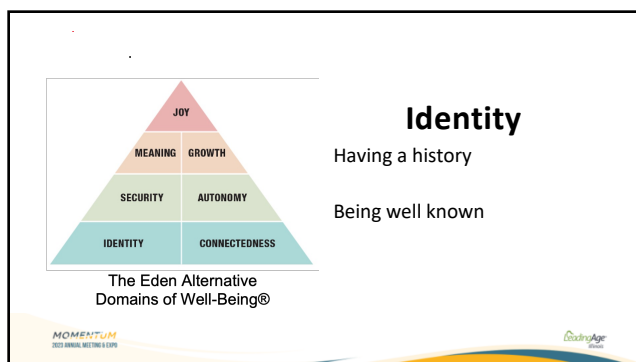 JOY
MEANING GROWTH
SECURITY AUTONOMY
IDENTITY CONNECTEDNESS
The Eden Alternative
Domains of Well-Being®
Identity
Having a history
Being well known
MOMENTUM
2023 ANNUAL MEETING & EXPO
LeadingAge
Illinois